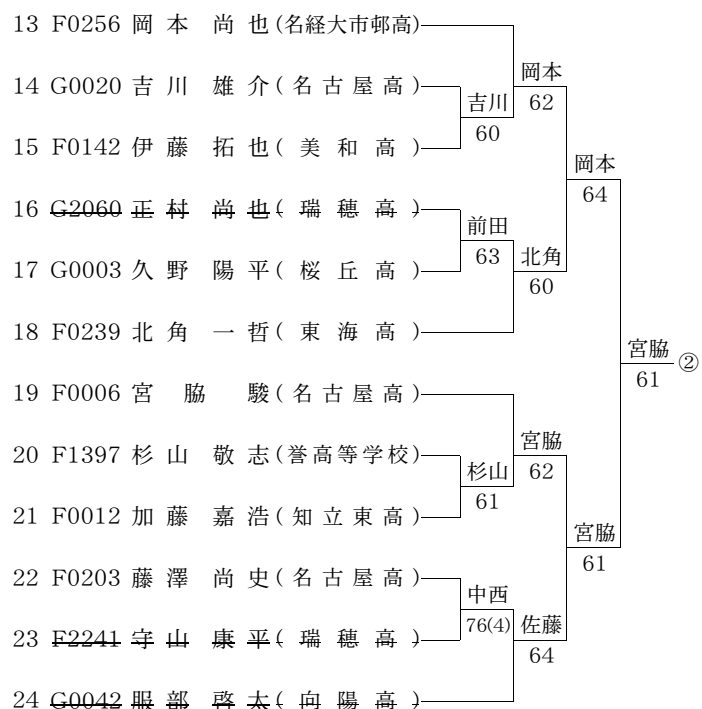 13 F0256 岡本 尚也(名経大市邨高)
岡本
14 G0020 吉川 雄介(名古屋高)
吉川 62
60
15 F0142 伊藤 拓也(美和高)
岡本
64
16 G2060 正村 尚也(瑞穂高)
前田
63 北角
17 G0003 久野 陽平(桜丘高)
60
18 F0239 北角 一哲(東海高)
宮脇 ②
61
19 F0006 宮脇 駿(名古屋高)
宮脇
20 F1397 杉山 敬志(誉高等学校)
杉山 62
61
21 F0012 加藤 嘉浩(知立東高)
宮脇
61
22 F0203 藤澤 尚史(名古屋高)
中西
76(4) 佐藤
23 F2241 守山 康平(瑞穂高)
64
24 G0042 服部 啓太(向陽高)